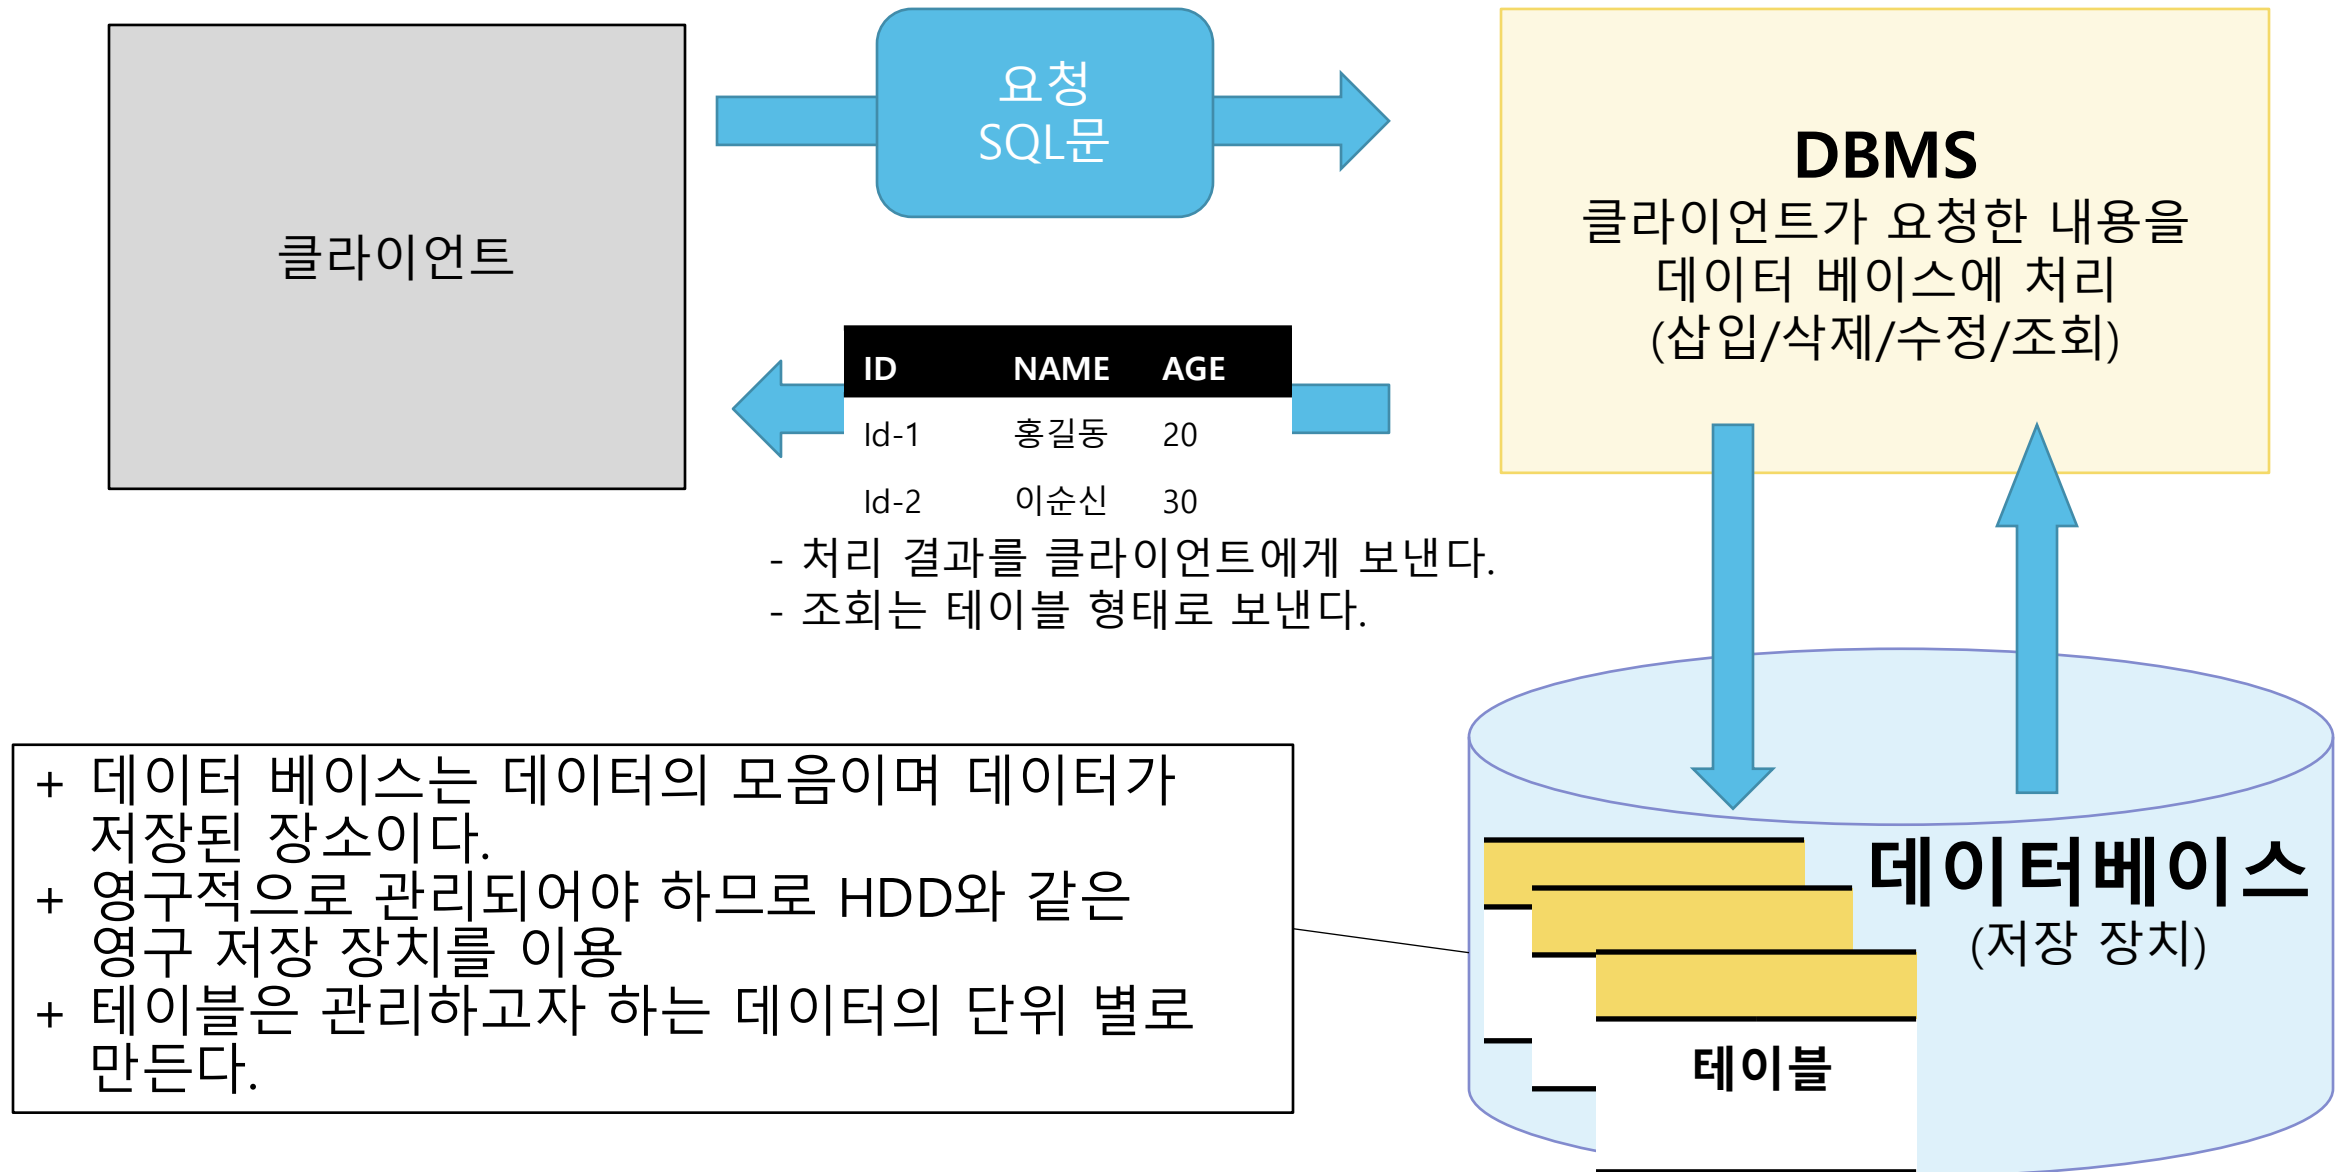 클라이언트
요청
SQL문
DBMS
클라이언트가 요청한 내용을
데이터 베이스에 처리
(삽입/삭제/수정/조회)
ID NAME AGE
Id-1 홍길동 20
Id-2 이순신 30
- 처리 결과를 클라이언트에게 보낸다.
- 조회는 테이블 형태로 보낸다.
+ 데이터 베이스는 데이터의 모음이며 데이터가
저장된 장소이다.
+ 영구적으로 관리되어야 하므로 HDD와 같은
영구 저장 장치를 이용
+ 테이블은 관리하고자 하는 데이터의 단위 별로
만든다.
데이터베이스
(저장 장치)
테이블